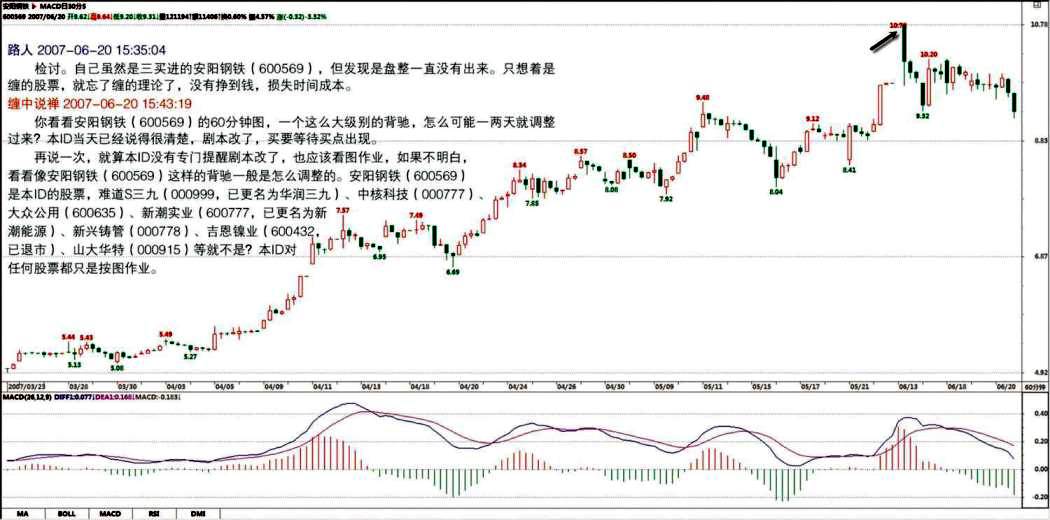 安阳钢铁 ▶ MACD日30分S
600569 2007/06/20 开9.62 高9.64 低9.20 收9.31 量121194 额11406 换0.60% 振4.57% 涨(-0.32)-3.32%
路人 2007-06-20 15:35:04
检讨。自己虽然是三买进的安阳钢铁(600569),但发现是盘整一直没有出来。只想着是
缠的股票,就忘了缠的理论了,没有挣到钱,损失时间成本。
缠中说禅 2007-06-20 15:43:19
你看看安阳钢铁(600569)的60分钟图,一个这么大级别的背驰,怎么可能一两天就调整
过来?本ID当天已经说得很清楚,剧本改了,买要等待买点出现。
再说一次,就算本ID没有专门提醒剧本改了,也应该看图作业,如果不明白,
看看像安阳钢铁(600569)这样的背驰一般是怎么调整的。安阳钢铁(600569)
是本ID的股票,难道S三九(000999,已更名为华润三九)、中核科技(000777)、
大众公用(600635)、新潮实业(600777,已更名为新
潮能源)、新兴铸管(000778)、吉恩镍业(600432,
已退市)、山大华特(000915)等就不是?本ID对
任何股票都只是按图作业。
10.78
10.20
9.32
9.48
9.12
8.83
8.41
8.04
8.57
8.50
8.34
8.08
7.92
7.85
7.57
7.49
6.95
6.87
6.69
5.44 5.43
5.49
5.13
5.08
5.27
4.92
2007/03/23 03/28 03/30 04/03 04/05 04/09 04/11 04/13 04/18 04/20 04/24 04/26 04/30 05/09 05/11 05/15 05/17 05/21 06/13 06/18 06/20 60分钟
MACD(26,12,9) DIFF1:0.077 DEA1:0.168 MACD:-0.183
0.40
0.20
0.00
-0.20
MA BOLL MACD RSI DMI